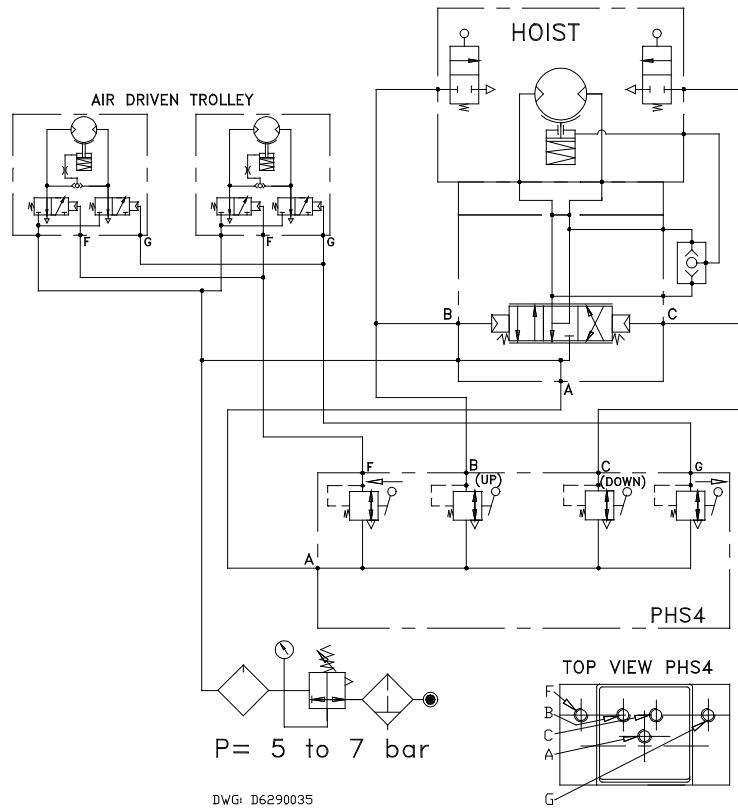 HOIST
AIR DRIVEN TROLLEY
F
G
F
G
B
C
A
F
B
(UP)
C
(DOWN)
G
A
PHS4
TOP VIEW PHS4
F
B
C
A
G
P= 5 to 7 bar
DWG: D6290035